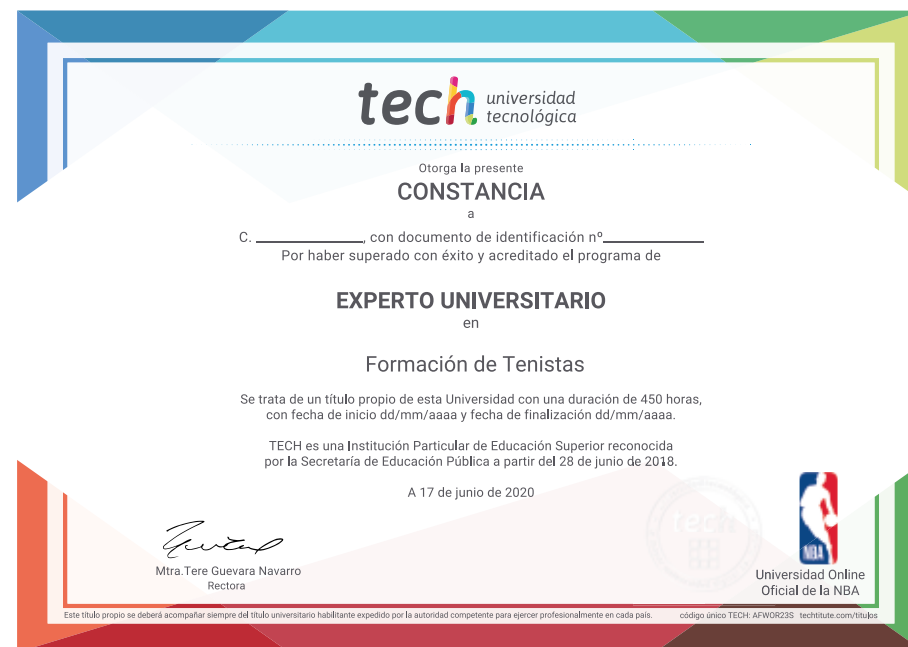 tech universidad
tecnológica
Otorga la presente
CONSTANCIA
a
C. ____________, con documento de identificación nº____________
Por haber superado con éxito y acreditado el programa de
EXPERTO UNIVERSITARIO
en
Formación de Tenistas
Se trata de un título propio de esta Universidad con una duración de 450 horas,
con fecha de inicio dd/mm/aaaa y fecha de finalización dd/mm/aaaa.
TECH es una Institución Particular de Educación Superior reconocida
por la Secretaría de Educación Pública a partir del 28 de junio de 2018.
A 17 de junio de 2020
tech
Mtra.Tere Guevara Navarro
Rectora
NBA
Universidad Online
Oficial de la NBA
Este título propio se deberá acompañar siempre del título universitario habilitante expedido por la autoridad competente para ejercer profesionalmente en cada país.
código único TECH: AFWOR23S techtitute.com/titulos